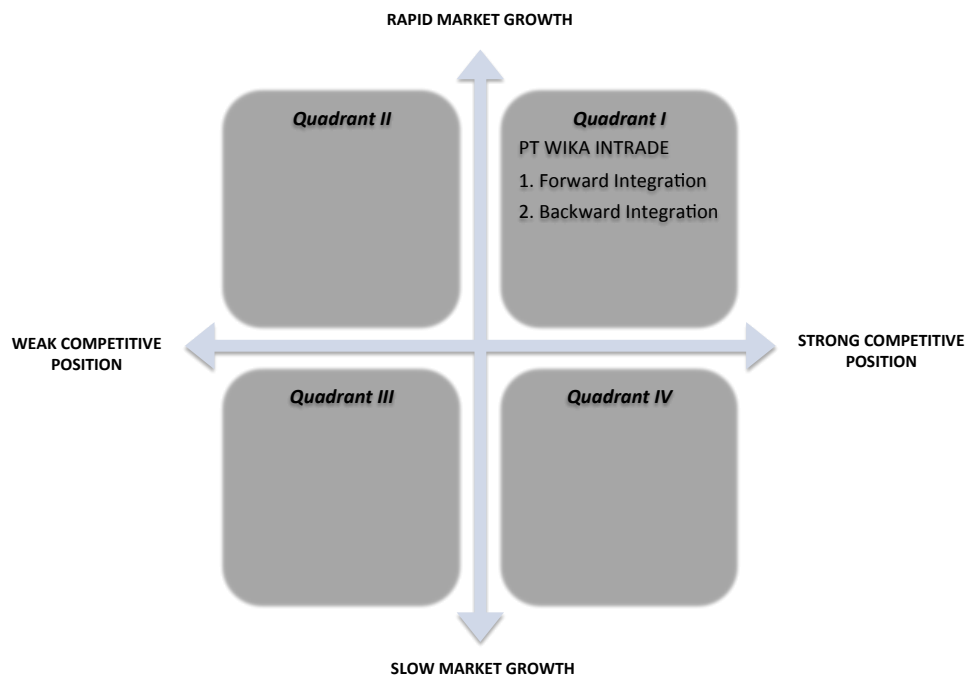 RAPID MARKET GROWTH
Quadrant II
Quadrant I
PT WIKA INTRADE
1. Forward Integration
2. Backward Integration
WEAK COMPETITIVE
POSITION
STRONG COMPETITIVE
POSITION
Quadrant III
Quadrant IV
SLOW MARKET GROWTH